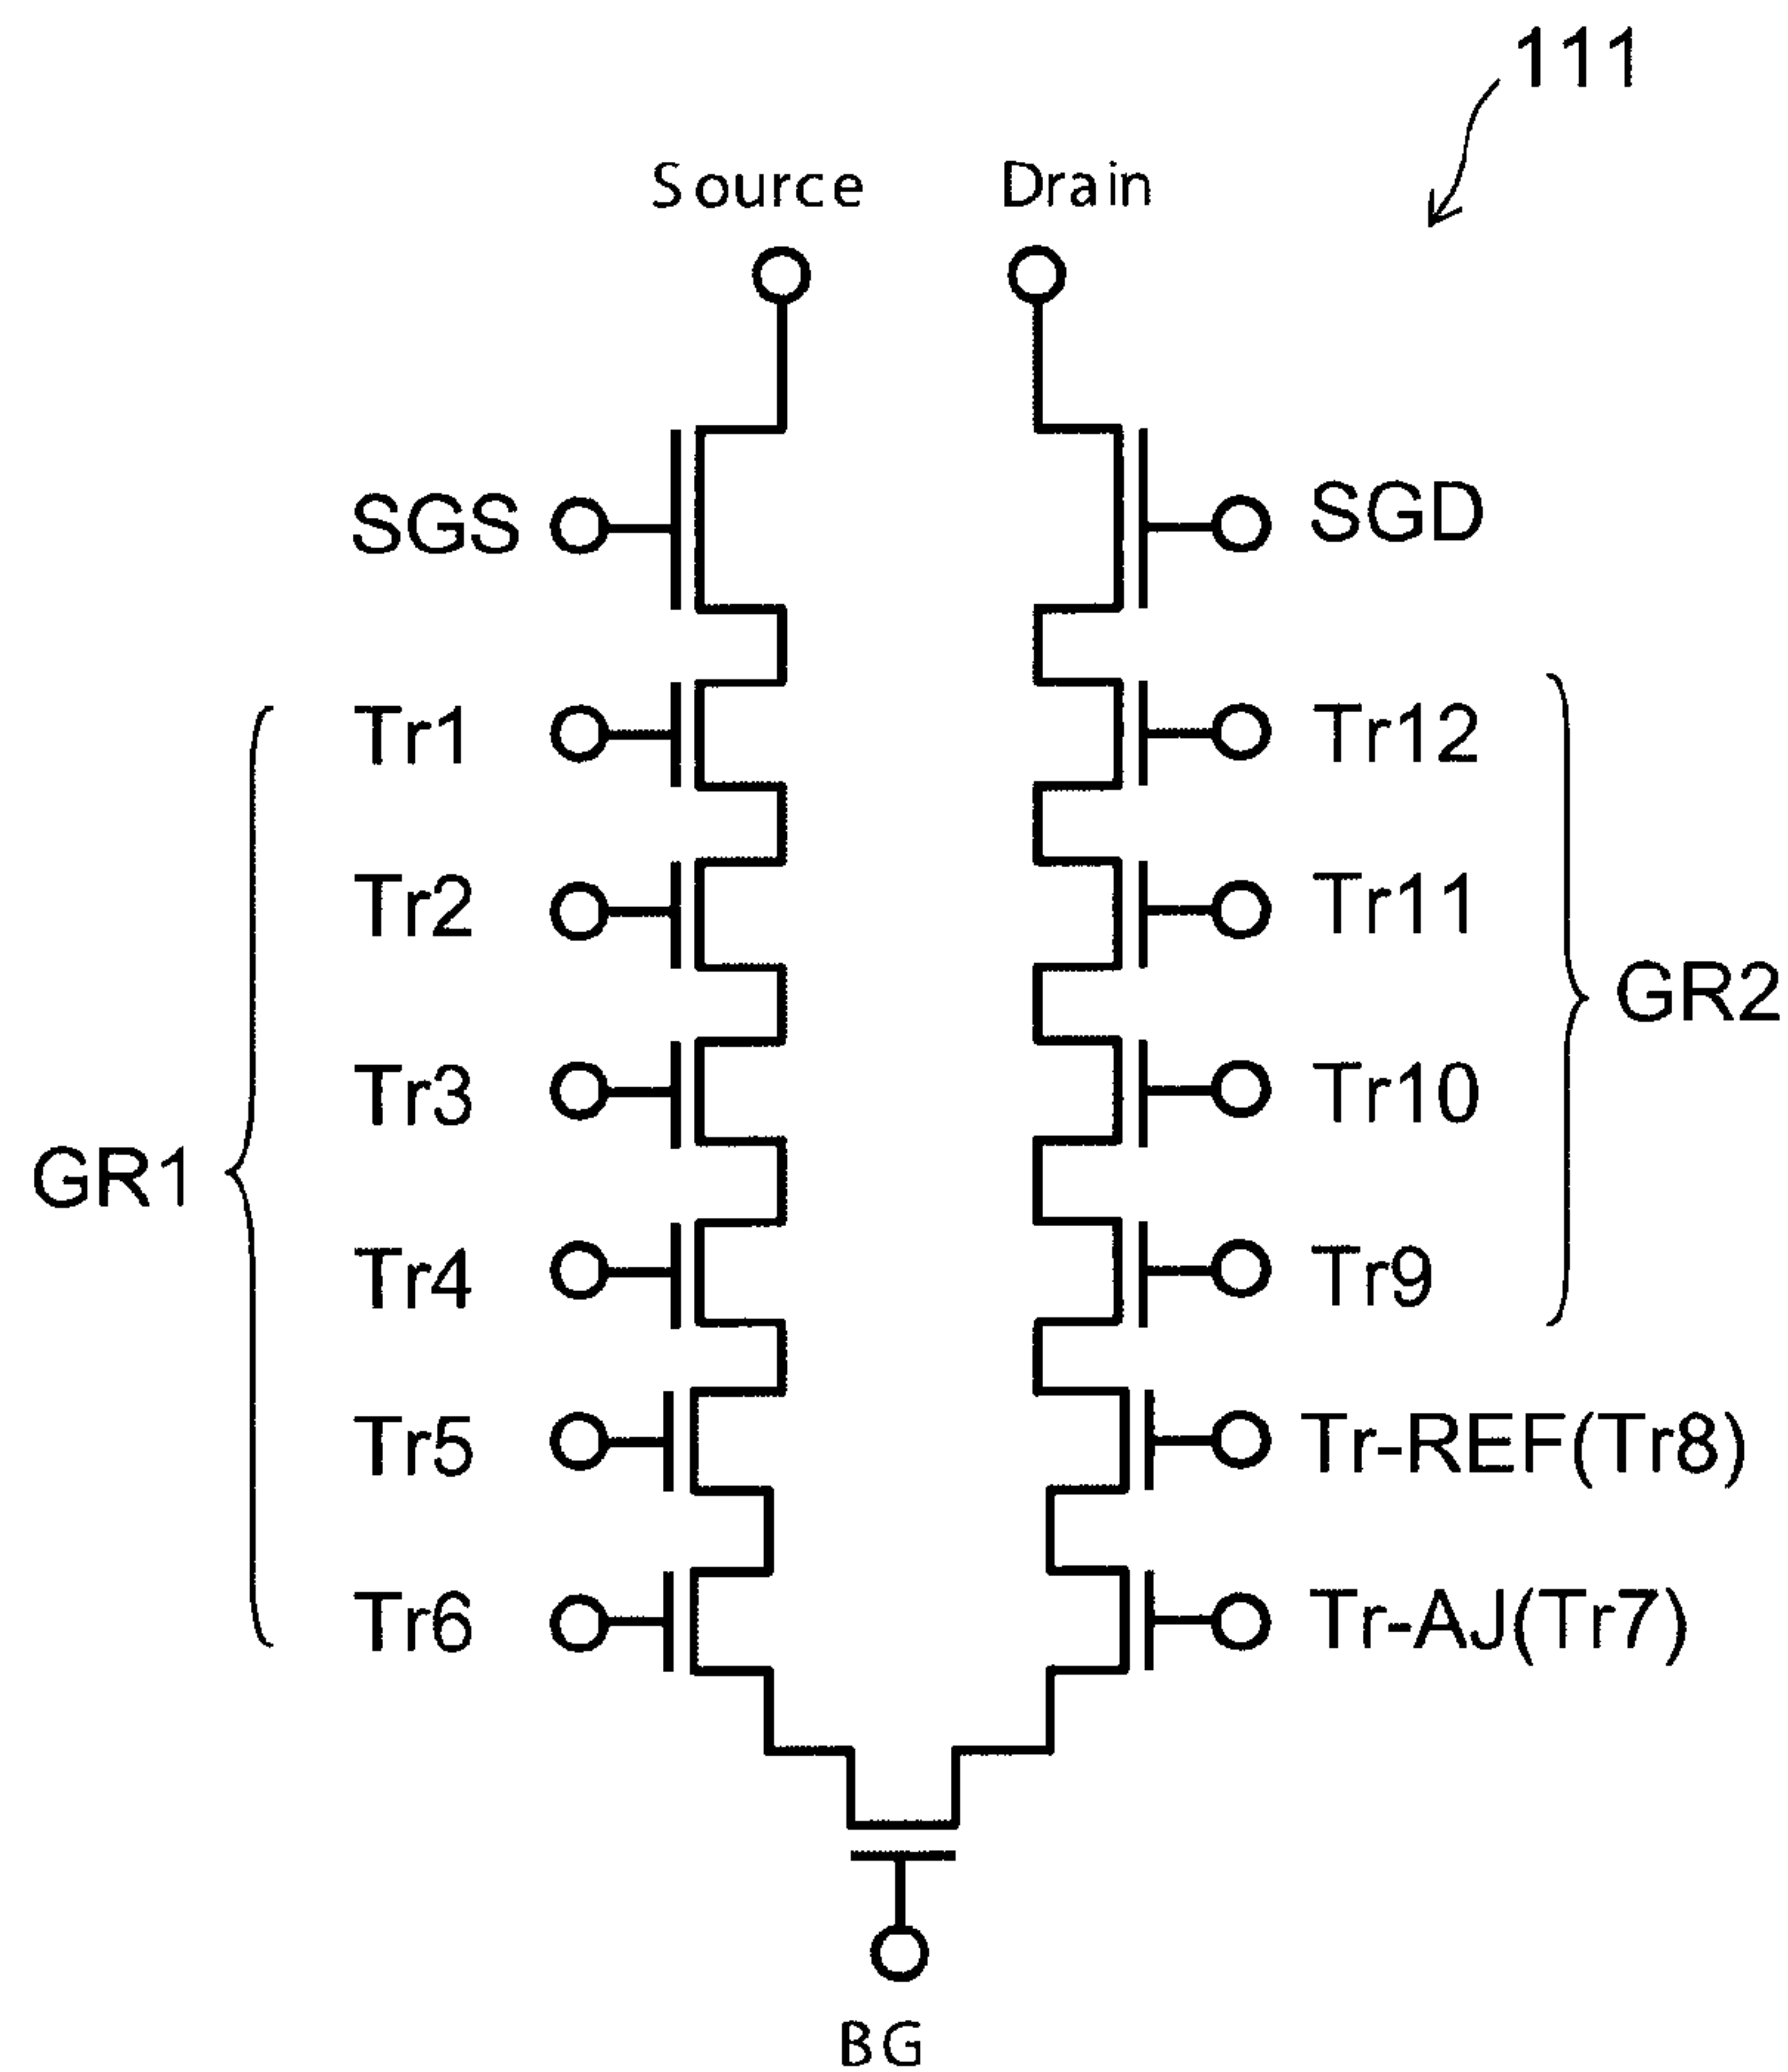 111
Source
Drain
SGS
SGD
Tr1
Tr12
Tr2
Tr11
GR2
Tr3
Tr10
GR1
Tr4
Tr9
Tr5
Tr-REF(Tr8)
Tr6
Tr-AJ(Tr7)
BG